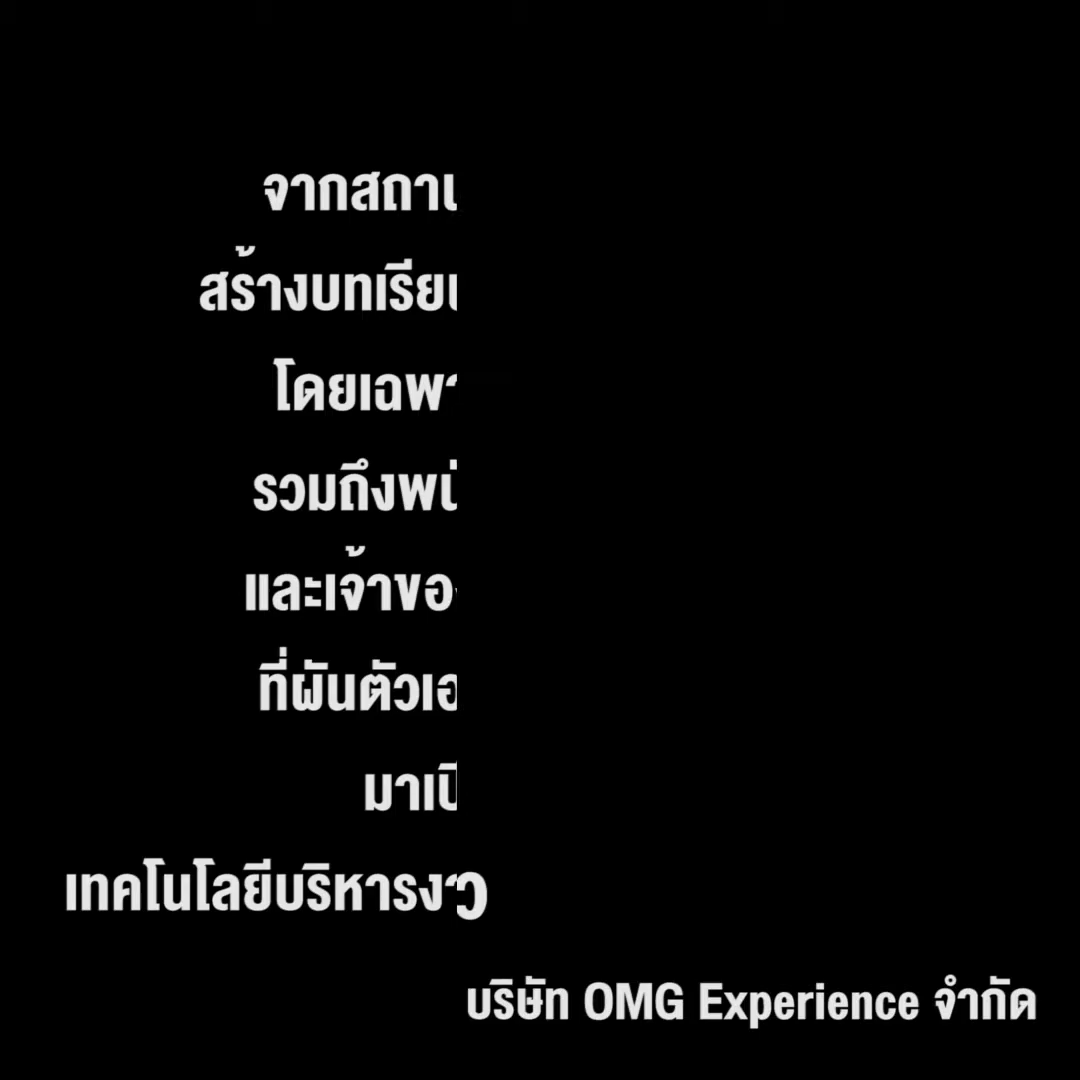 จากสถา
สร้างบทเรีย
โดยเฉพ
รวมถึงพ
และเจ้าขอ
ที่ผันตัวเอ
มาเ
เทคโนโลยีบริหารง
บริษัท OMG Experience จำกัด